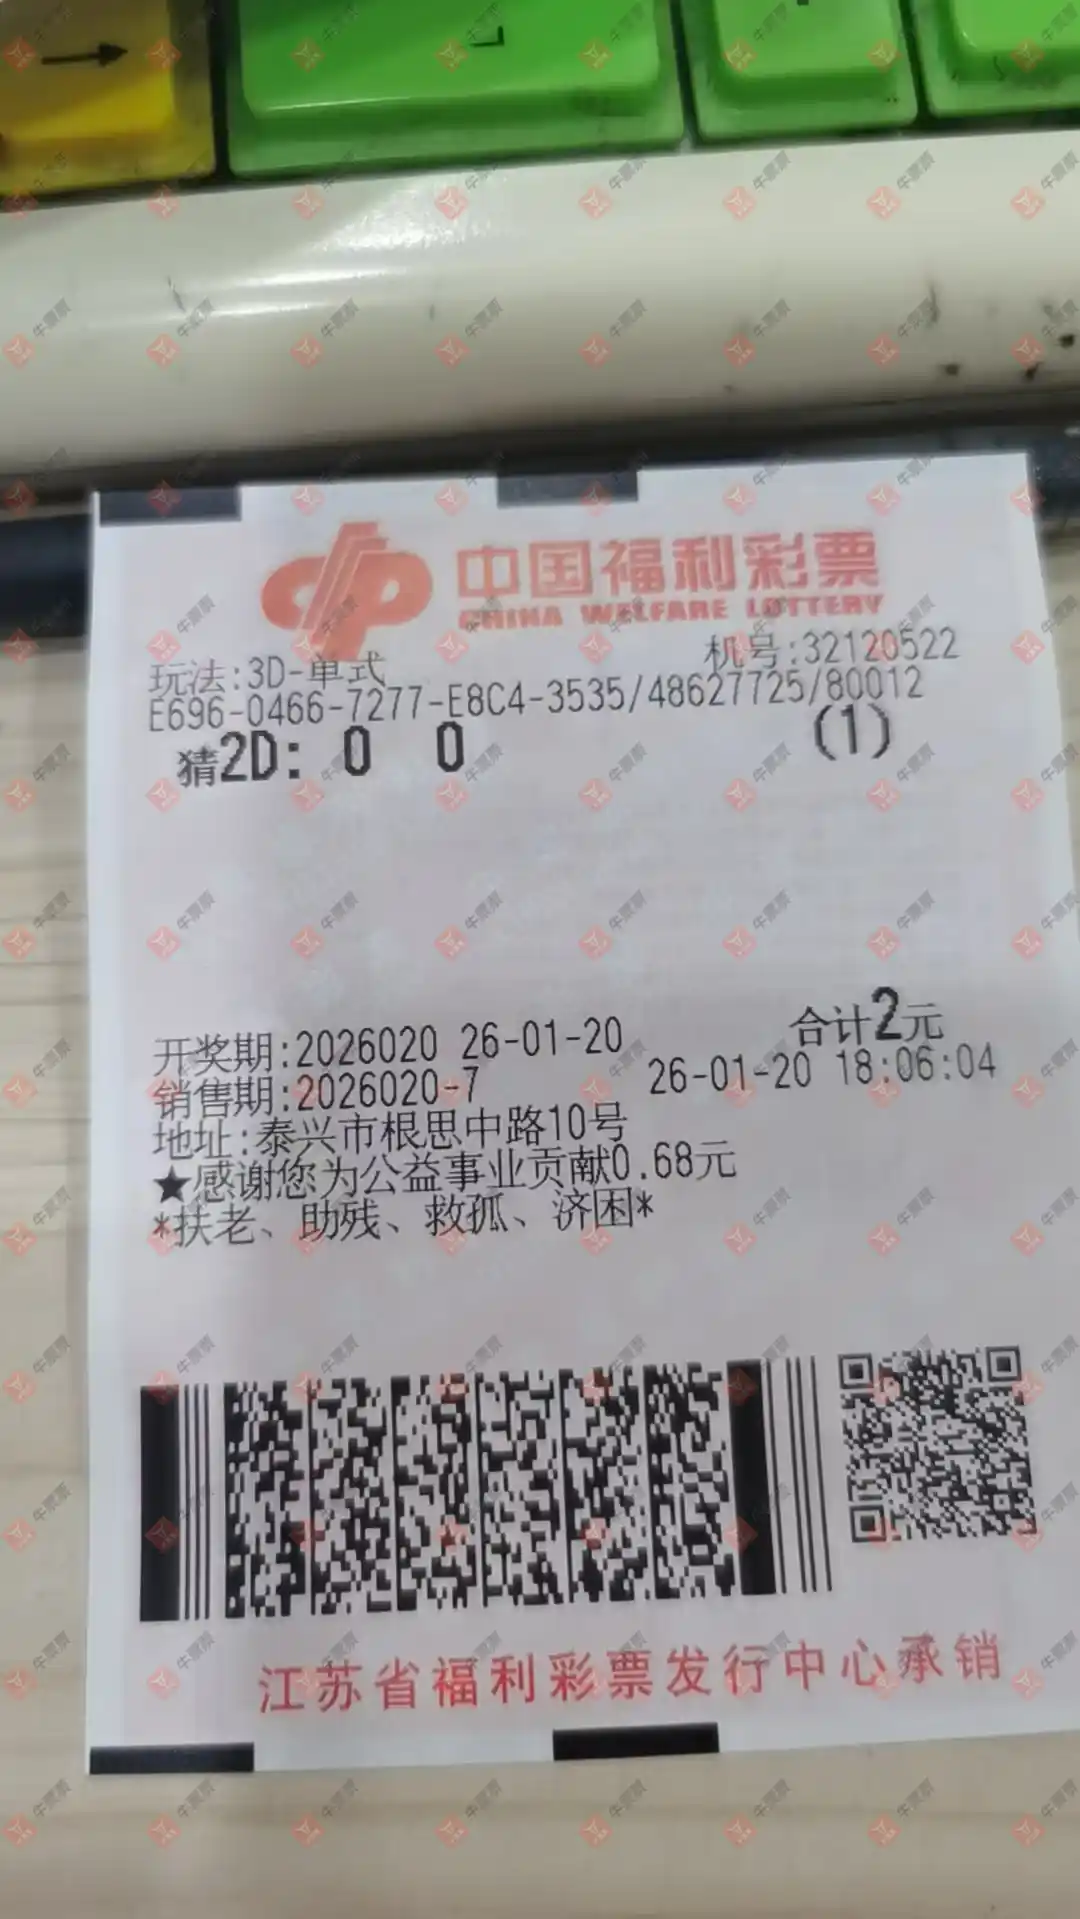 中国福利彩票
CHINA WELFARE LOTTERY
机号:32120522
玩法:3D-单式
E696-0466-7277-E8C4-3535/48627725/80012
猜2D: 0 0 (1)
开奖期:2026020 26-01-20 合计2元
销售期:2026020-7 26-01-20 18:06:04
地址:泰兴市根思中路10号
★感谢您为公益事业贡献0.68元
*扶老、助残、救孤、济困*
江苏省福利彩票发行中心承销
牛票票